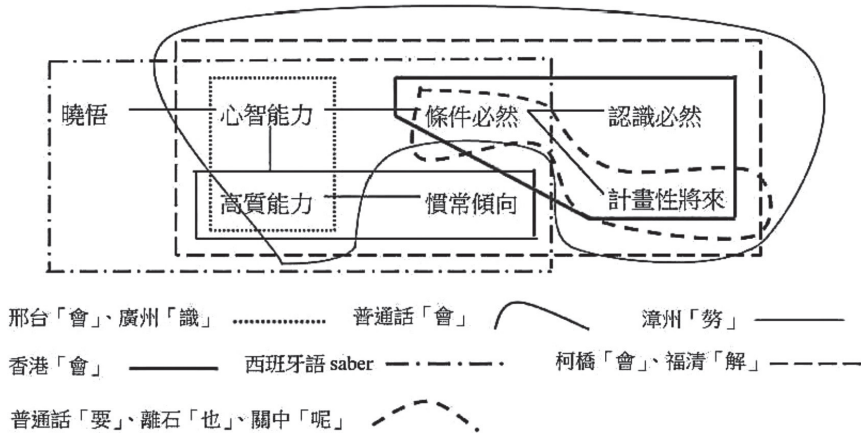 曉悟 心智能力 條件必然 認識必然
高質能力 慣常傾向 計畫性將來
邢台「會」、廣州「識」 普通話「會」 漳州「勢」
香港「會」 西班牙語 saber 柯橋「會」、福清「解」
普通話「要」、離石「也」、關中「呢」